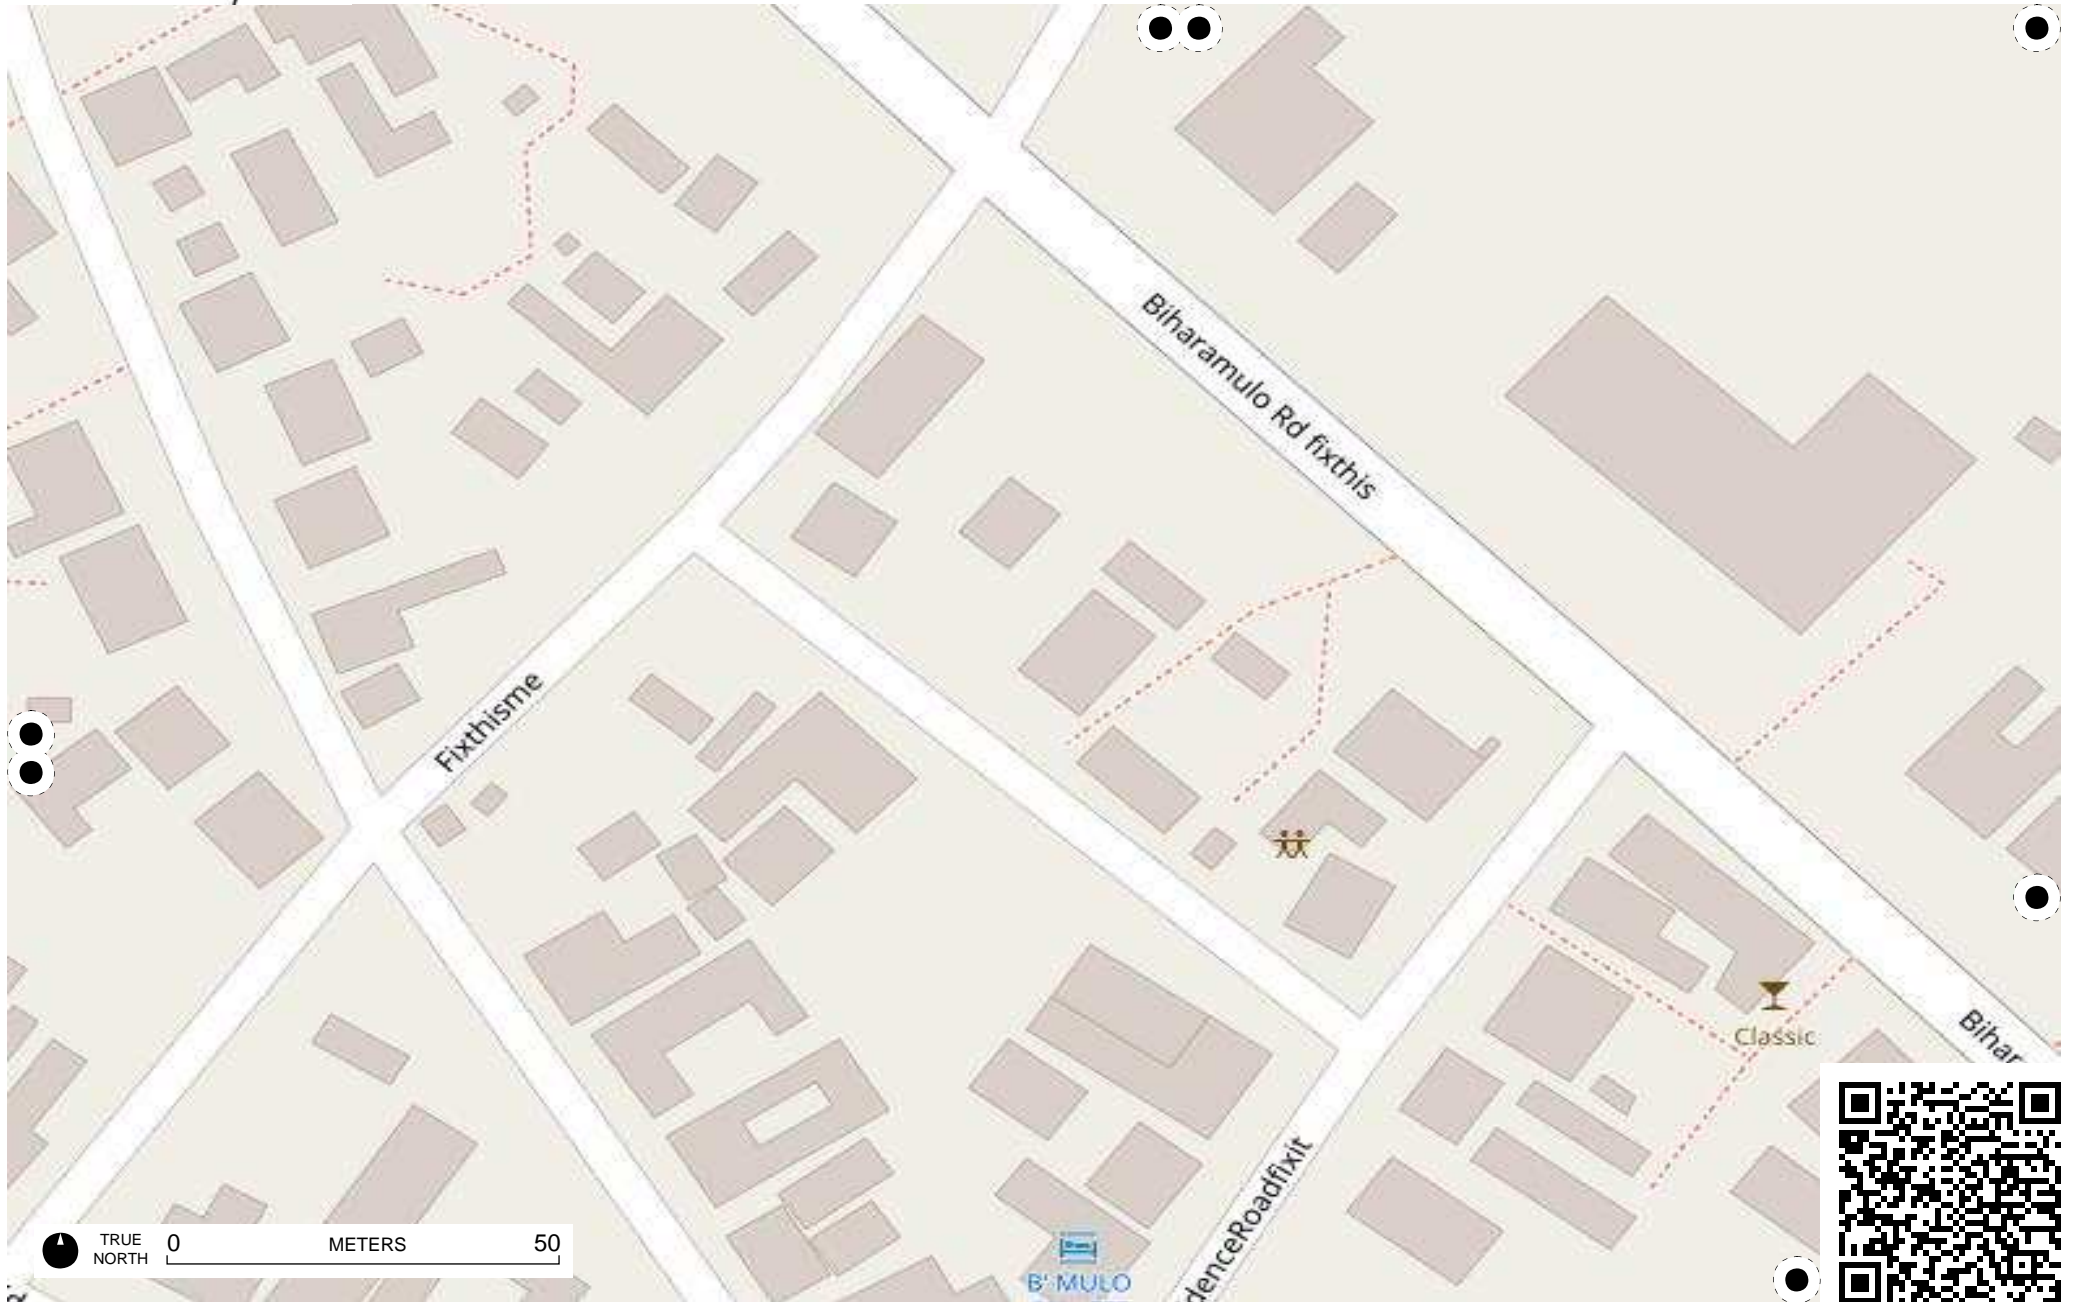 Biharamulo Rd fixthis
Fixthisme
Classic
Bihar
denceRoadfixit
B' MULO
TRUE
NORTH
0 METERS 50